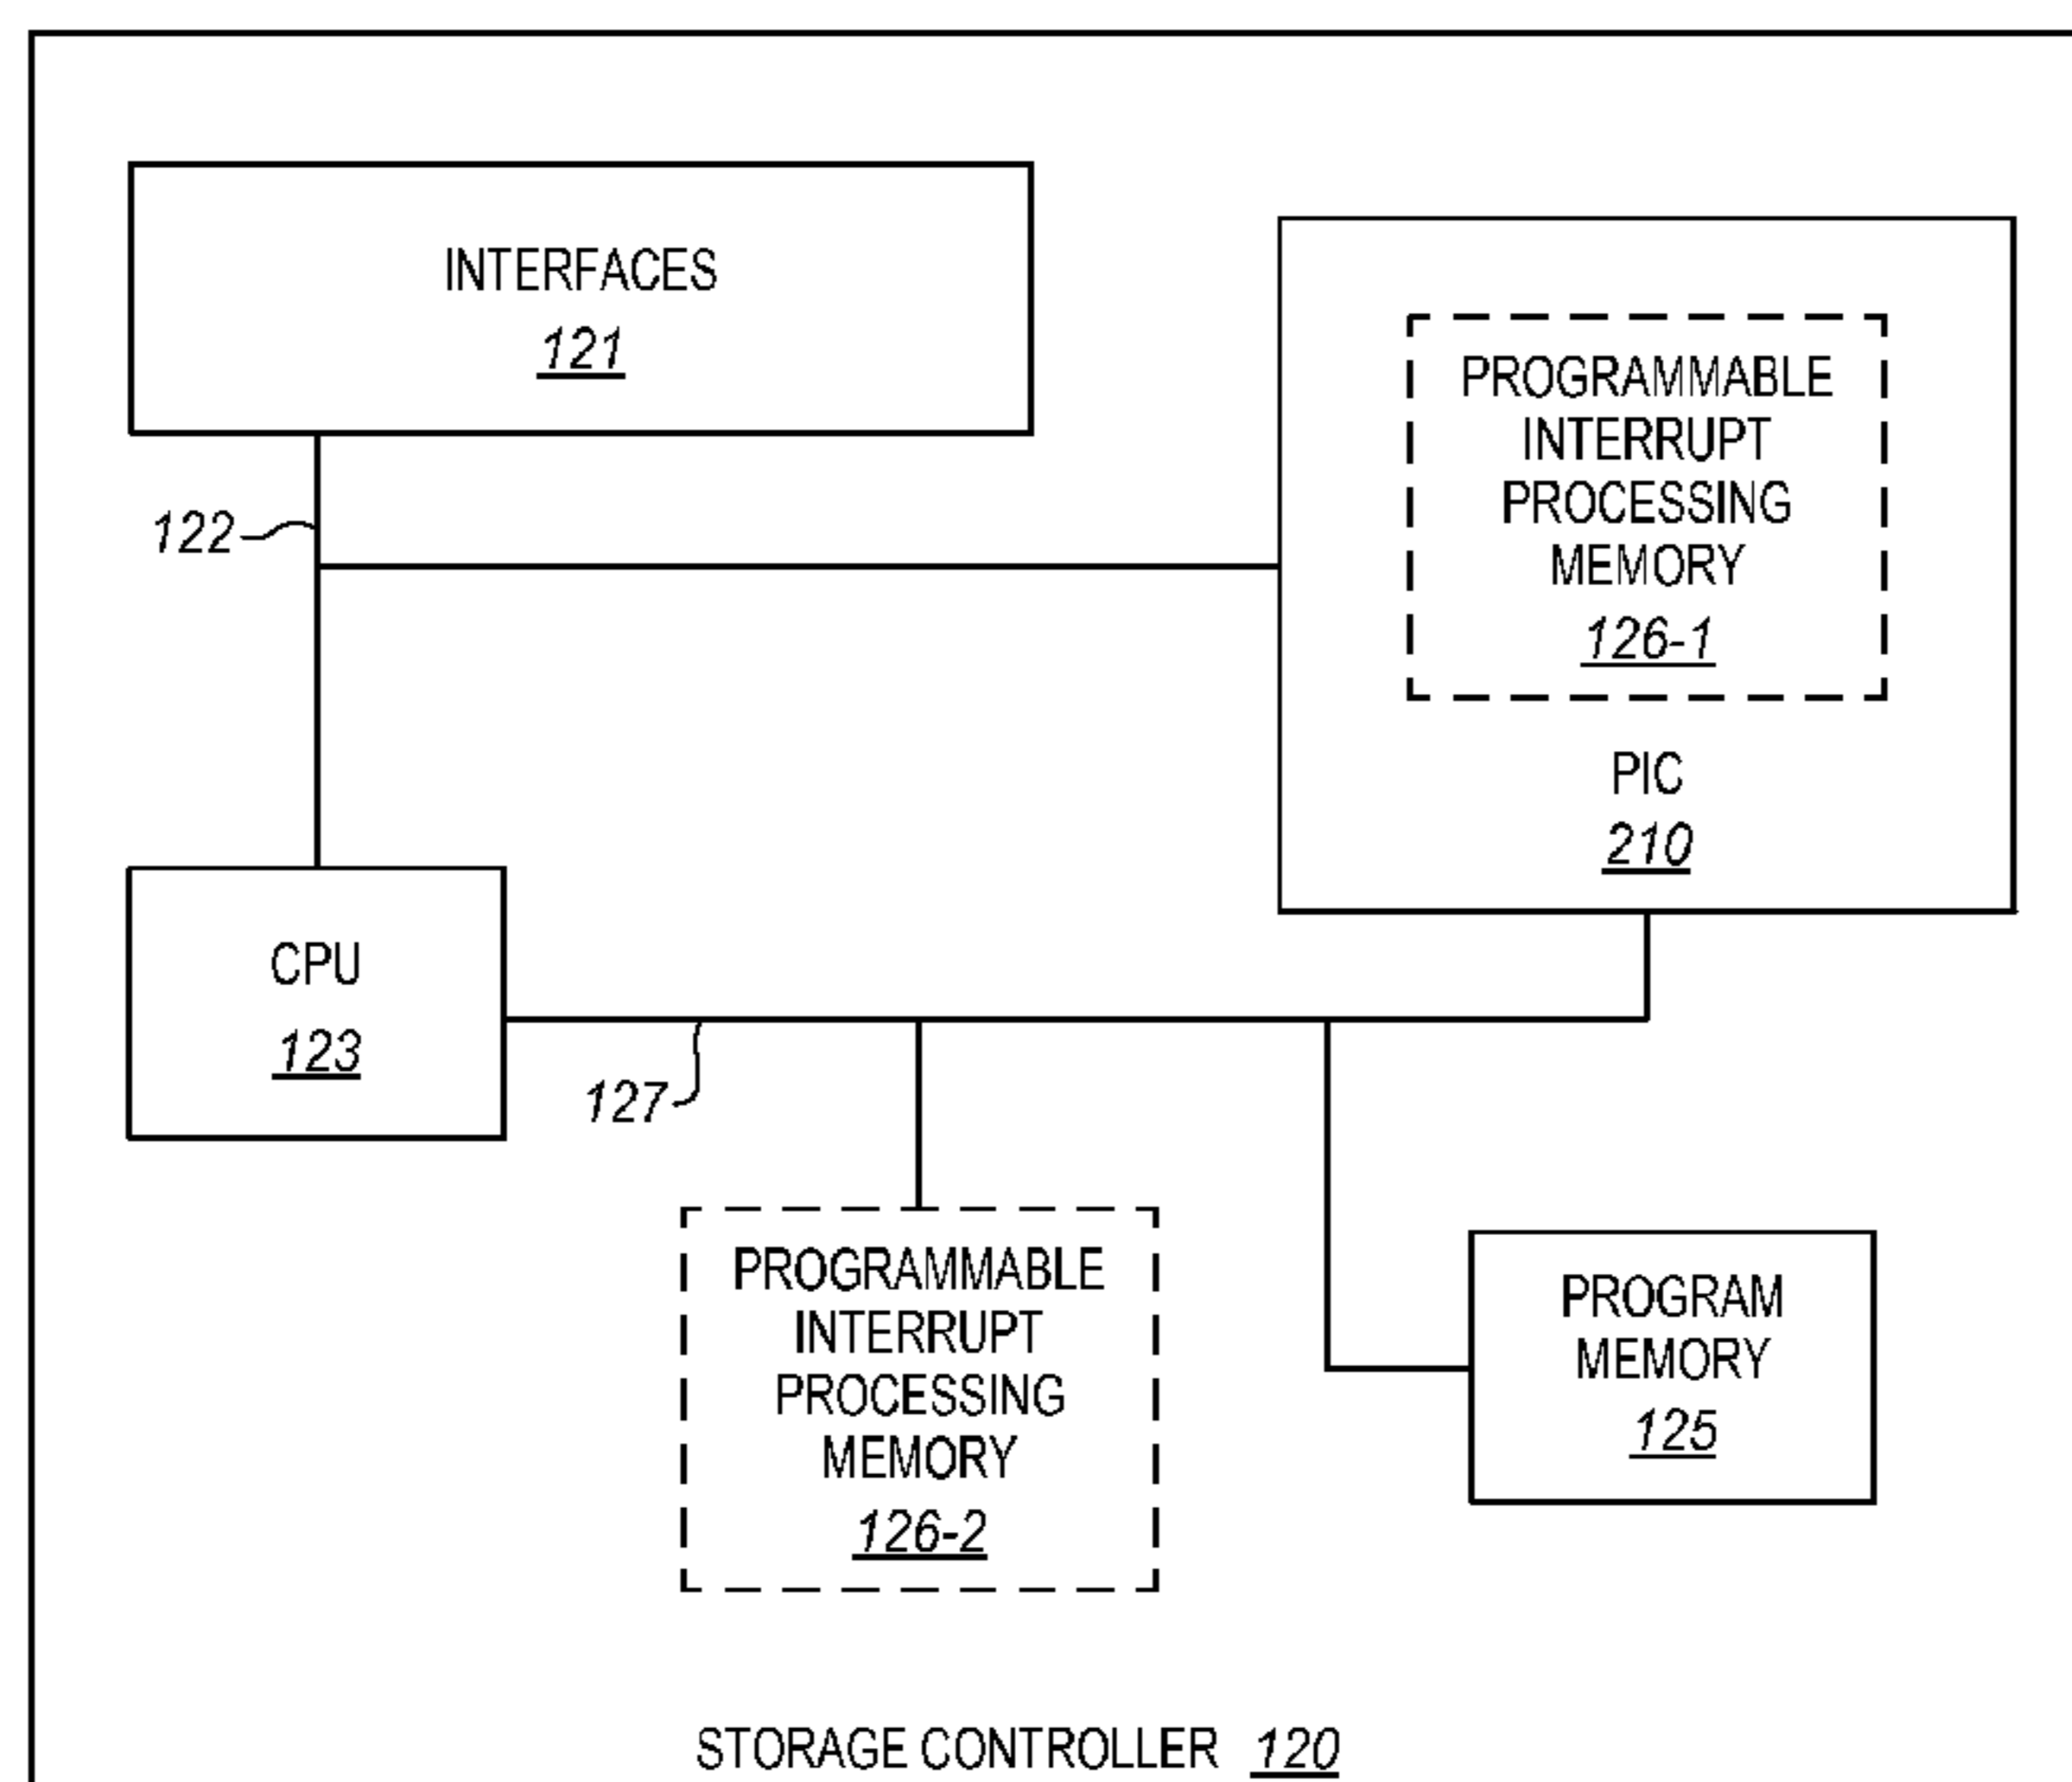 INTERFACES
121
PROGRAMMABLE
INTERRUPT
PROCESSING
MEMORY
126-1
PIC
210
122
CPU
123
127
PROGRAMMABLE
INTERRUPT
PROCESSING
MEMORY
126-2
PROGRAM
MEMORY
125
STORAGE CONTROLLER 120